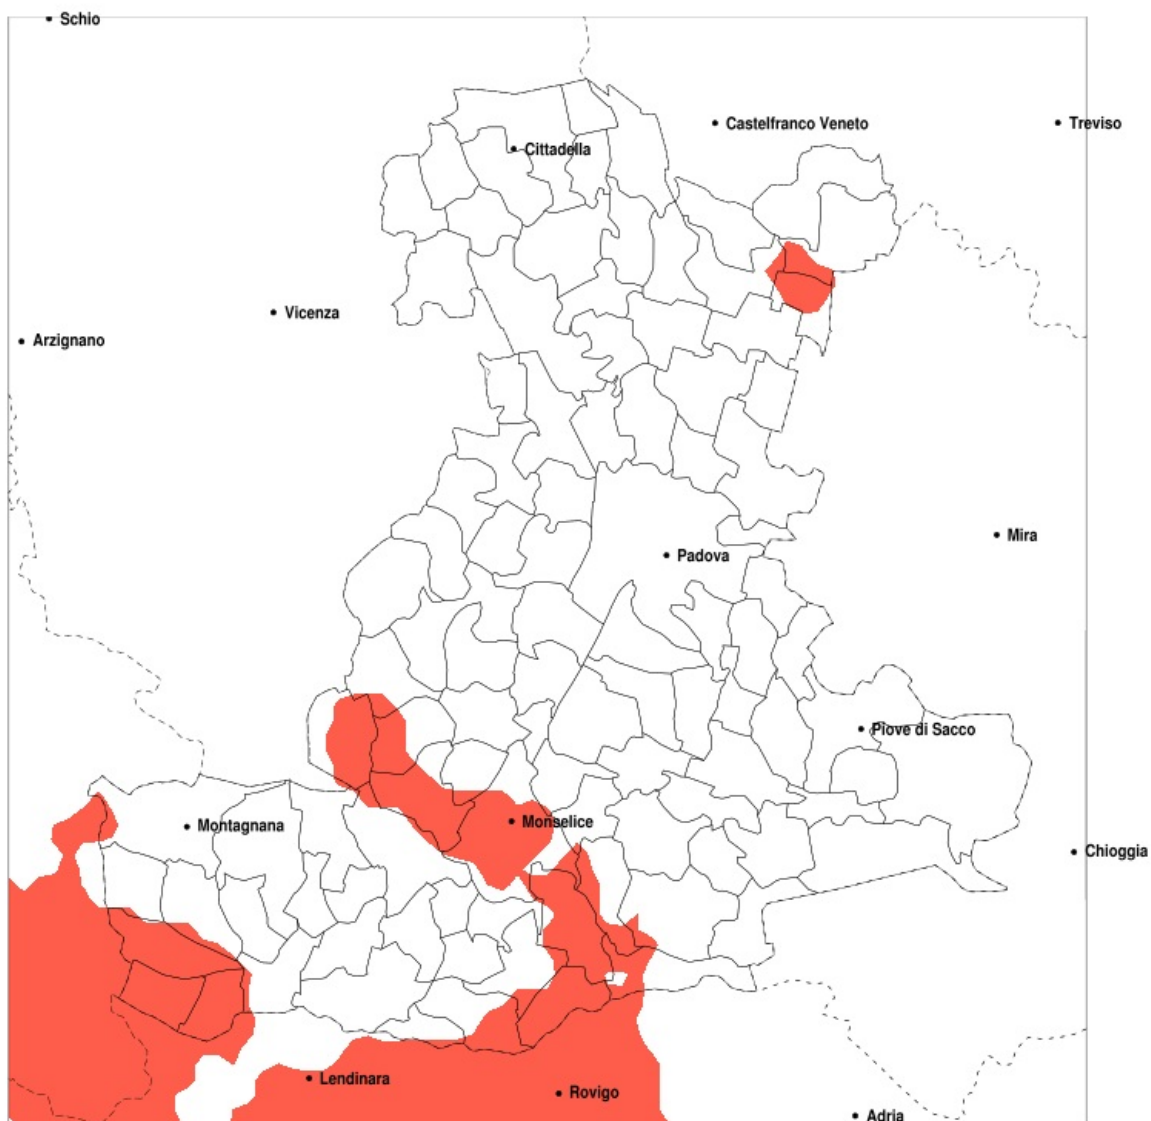 Schio
Castelfranco Veneto
Treviso
Cittadella
Vicenza
Arzignano
Mira
Padova
Piove di Sacco
Monselice
Montagnana
Chioggia
Lendinara
Rovigo
Adria